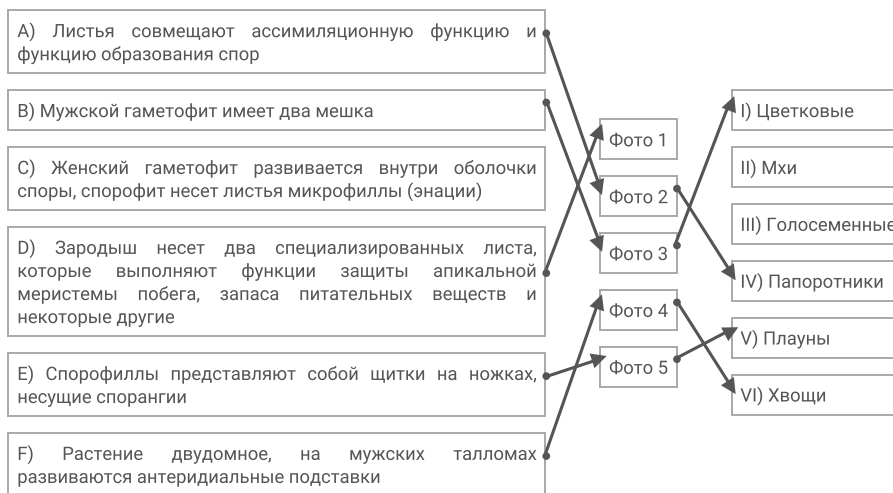 A) Листья совмещают ассимиляционную функцию и
функцию образования спор
B) Мужской гаметофит имеет два мешка
C) Женский гаметофит развивается внутри оболочки
споры, спорофит несет листья микрофиллы (энации)
D) Зародыш несет два специализированных листа,
которые выполняют функции защиты апикальной
меристемы побега, запаса питательных веществ и
некоторые другие
E) Спорофиллы представляют собой щитки на ножках,
несущие спорангии
F) Растение двудомное, на мужских талломах
развиваются антеридиальные подставки
Фото 1
Фото 2
Фото 3
Фото 4
Фото 5
I) Цветковые
II) Мхи
III) Голосеменные
IV) Папоротники
V) Плауны
VI) Хвощи